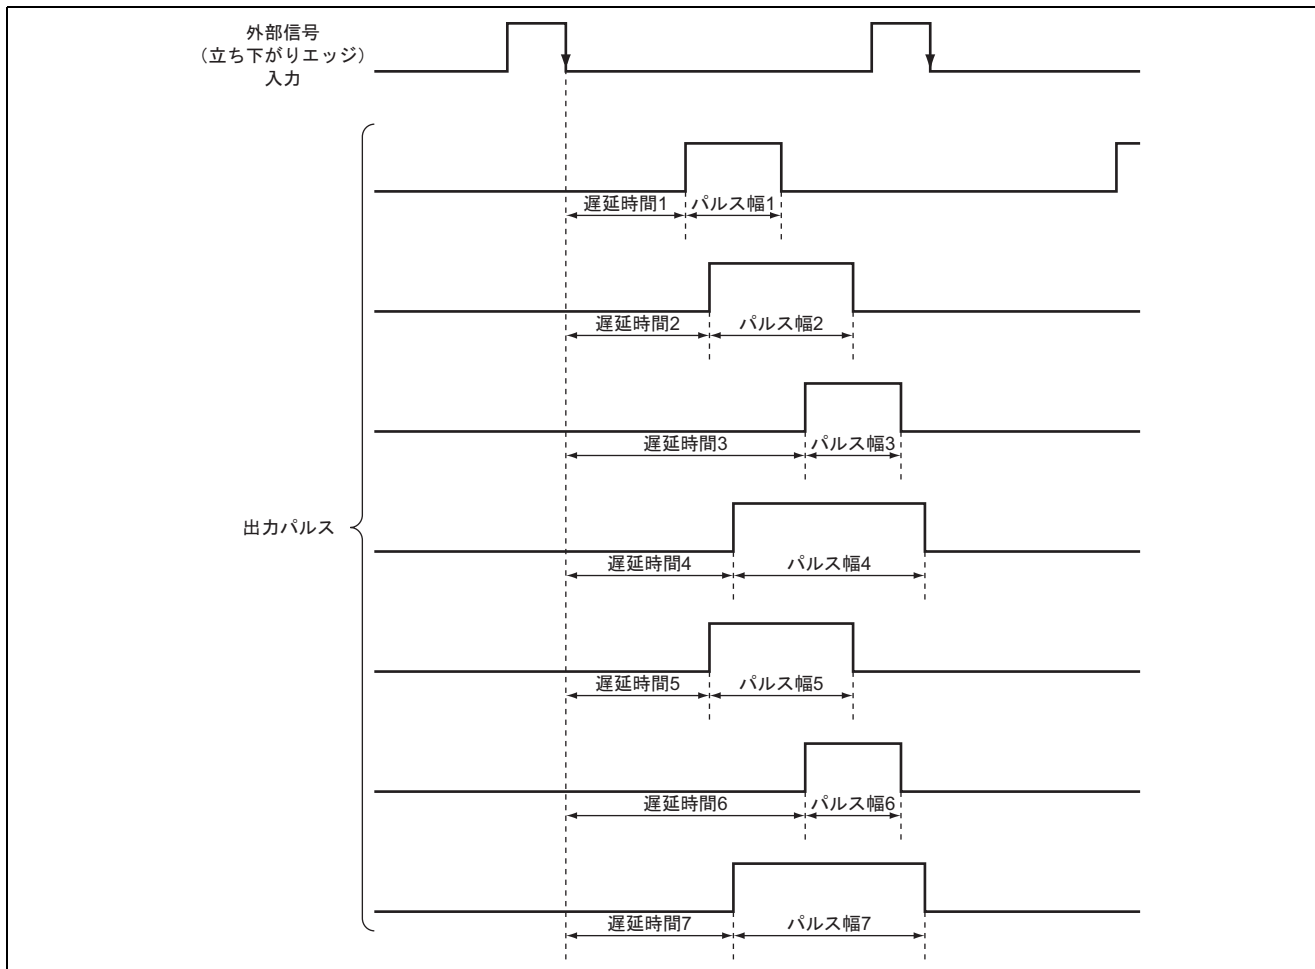 外部信号
（立ち下がりエッジ）
入力
遅延時間1 パルス幅1
遅延時間2 パルス幅2
遅延時間3 パルス幅3
出力パルス
遅延時間4 パルス幅4
遅延時間5 パルス幅5
遅延時間6 パルス幅6
遅延時間7 パルス幅7